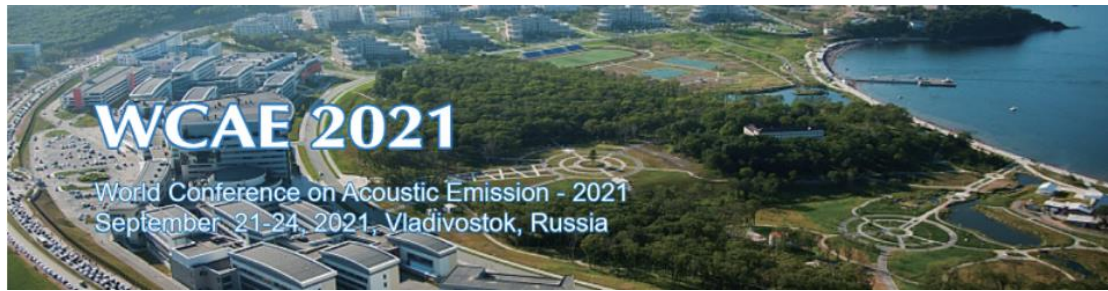 WCAE 2021
World Conference on Acoustic Emission - 2021
September 21-24, 2021, Vladivostok, Russia